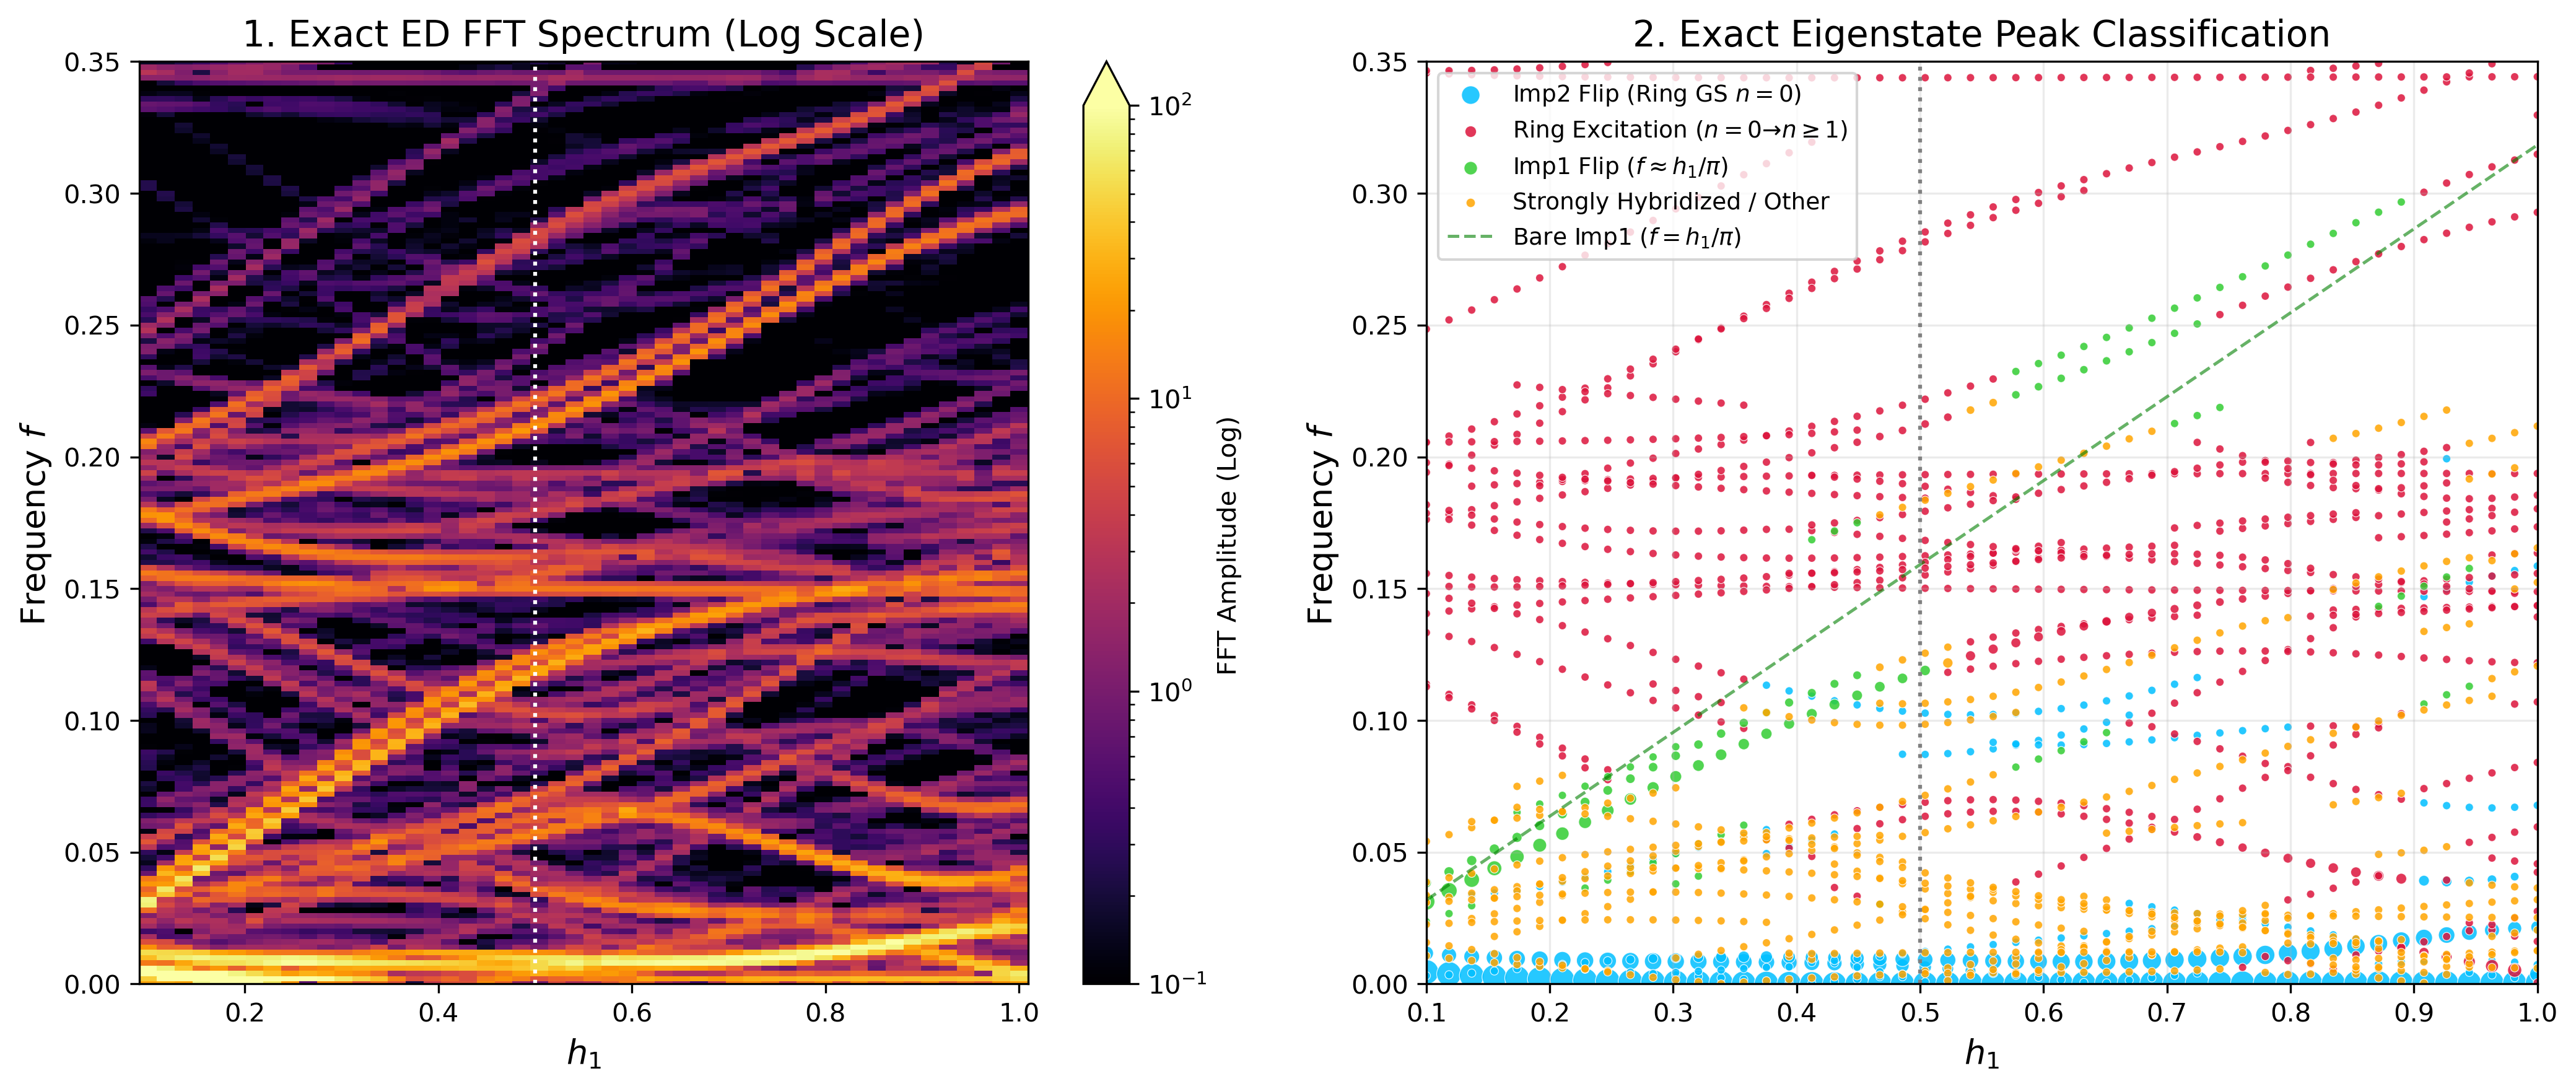 1. Exact ED FFT Spectrum (Log Scale)
Frequency f
0.35
0.30
0.25
0.20
0.15
0.10
0.05
0.00
0.2
0.4
0.6
0.8
1.0
h₁
10²
10¹
10⁰
10⁻¹
FFT Amplitude (Log)
2. Exact Eigenstate Peak Classification
Frequency f
0.35
0.30
0.25
0.20
0.15
0.10
0.05
0.00
Imp2 Flip (Ring GS n = 0)
Ring Excitation (n = 0→n ≥ 1)
Imp1 Flip (f ≈ h₁/π)
Strongly Hybridized / Other
Bare Imp1 (f = h₁/π)
0.1
0.2
0.3
0.4
0.5
0.6
0.7
0.8
0.9
1.0
h₁